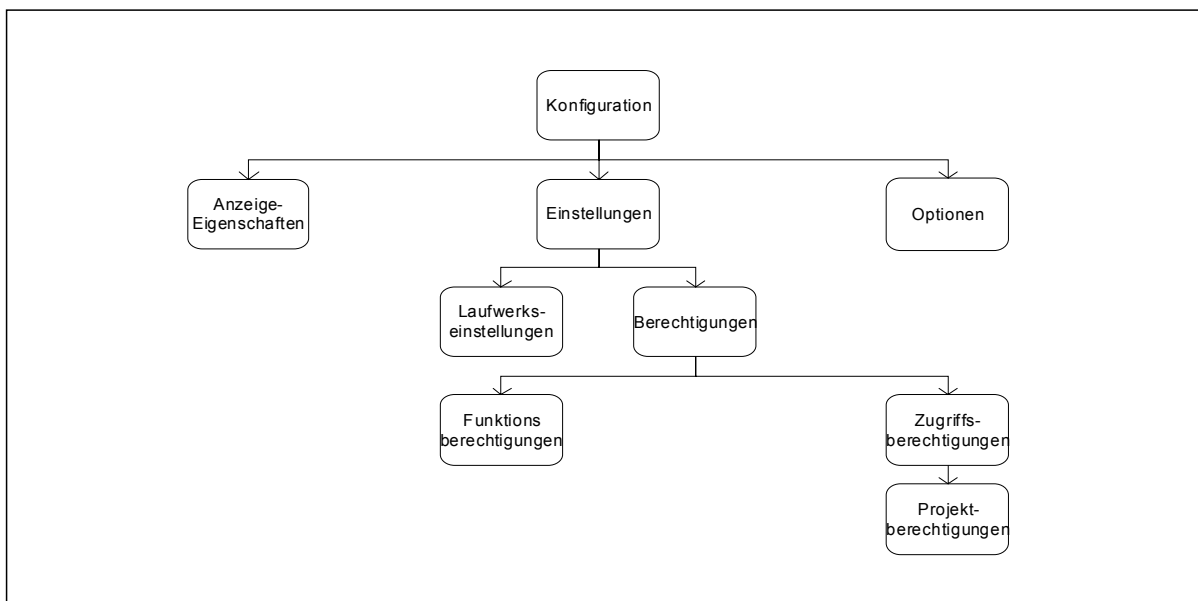 Konfiguration
Anzeige-
Eigenschaften
Einstellungen
Optionen
Laufwerks-
einstellungen
Berechtigungen
Funktions
berechtigungen
Zugriffs-
berechtigungen
Projekt-
berechtigungen